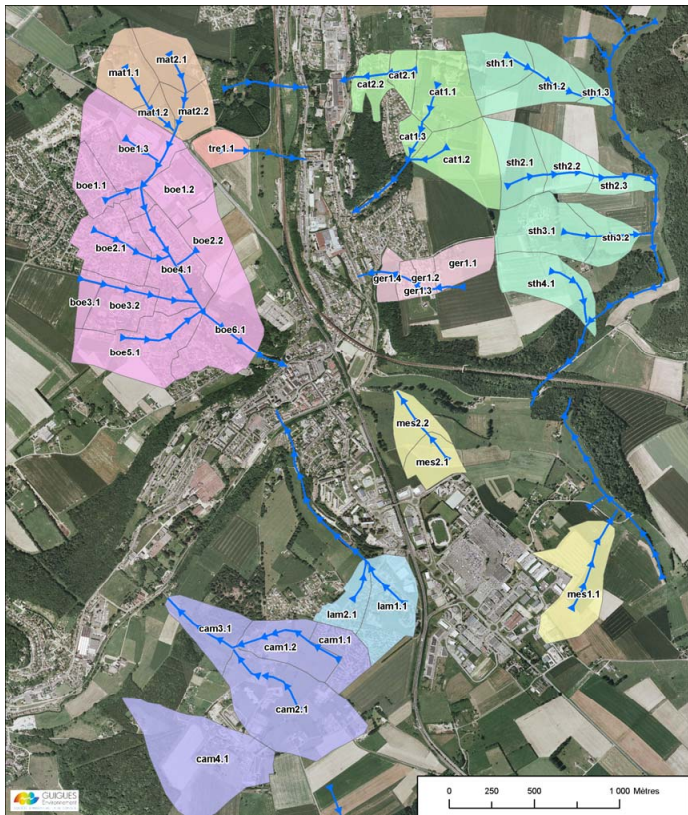 mat2.1
mat1.1
mat1.2
mat2.2
cat2.1
cat2.2
cat1.1
cat1.3
cat1.2
sth1.1
sth1.2
sth1.3
boe1.3
tre1.1
boe1.1
boe1.2
sth2.1
sth2.2
sth2.3
boe2.1
boe2.2
boe4.1
sth3.1
sth3.2
ger1.1
ger1.4
ger1.2
ger1.3
sth4.1
boe3.1
boe3.2
boe6.1
boe5.1
mes2.2
mes2.1
mes1.1
lam2.1
lam1.1
cam3.1
cam1.2
cam1.1
cam2.1
cam4.1
0 250 500 1 000 Mètres
GUIGUES
Environnement